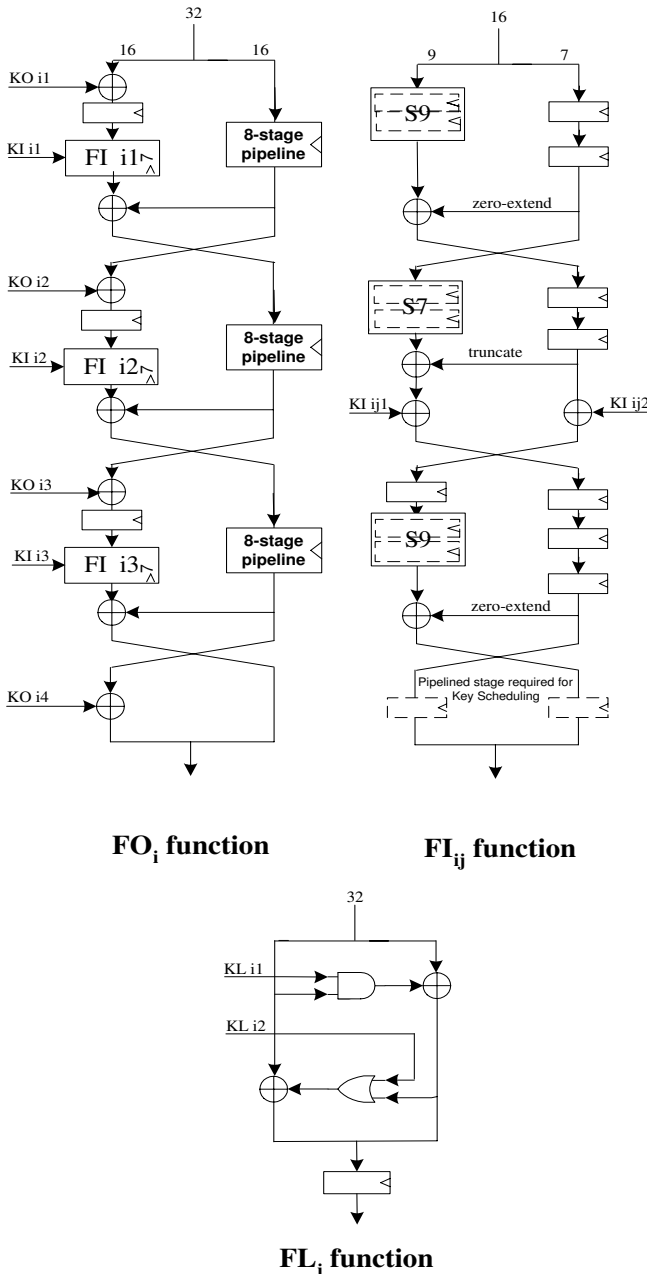 32
16
16
KO i1
KI i1
FI i1
7
8-stage
pipeline
KO i2
KI i2
FI i2
7
8-stage
pipeline
KO i3
KI i3
FI i3
7
8-stage
pipeline
KO i4
FOi function
16
9
7
S9
zero-extend
S7
truncate
KI ij1
KI ij2
S9
zero-extend
Pipelined stage required for
Key Scheduling
FIij function
32
KL i1
KL i2
FLi function